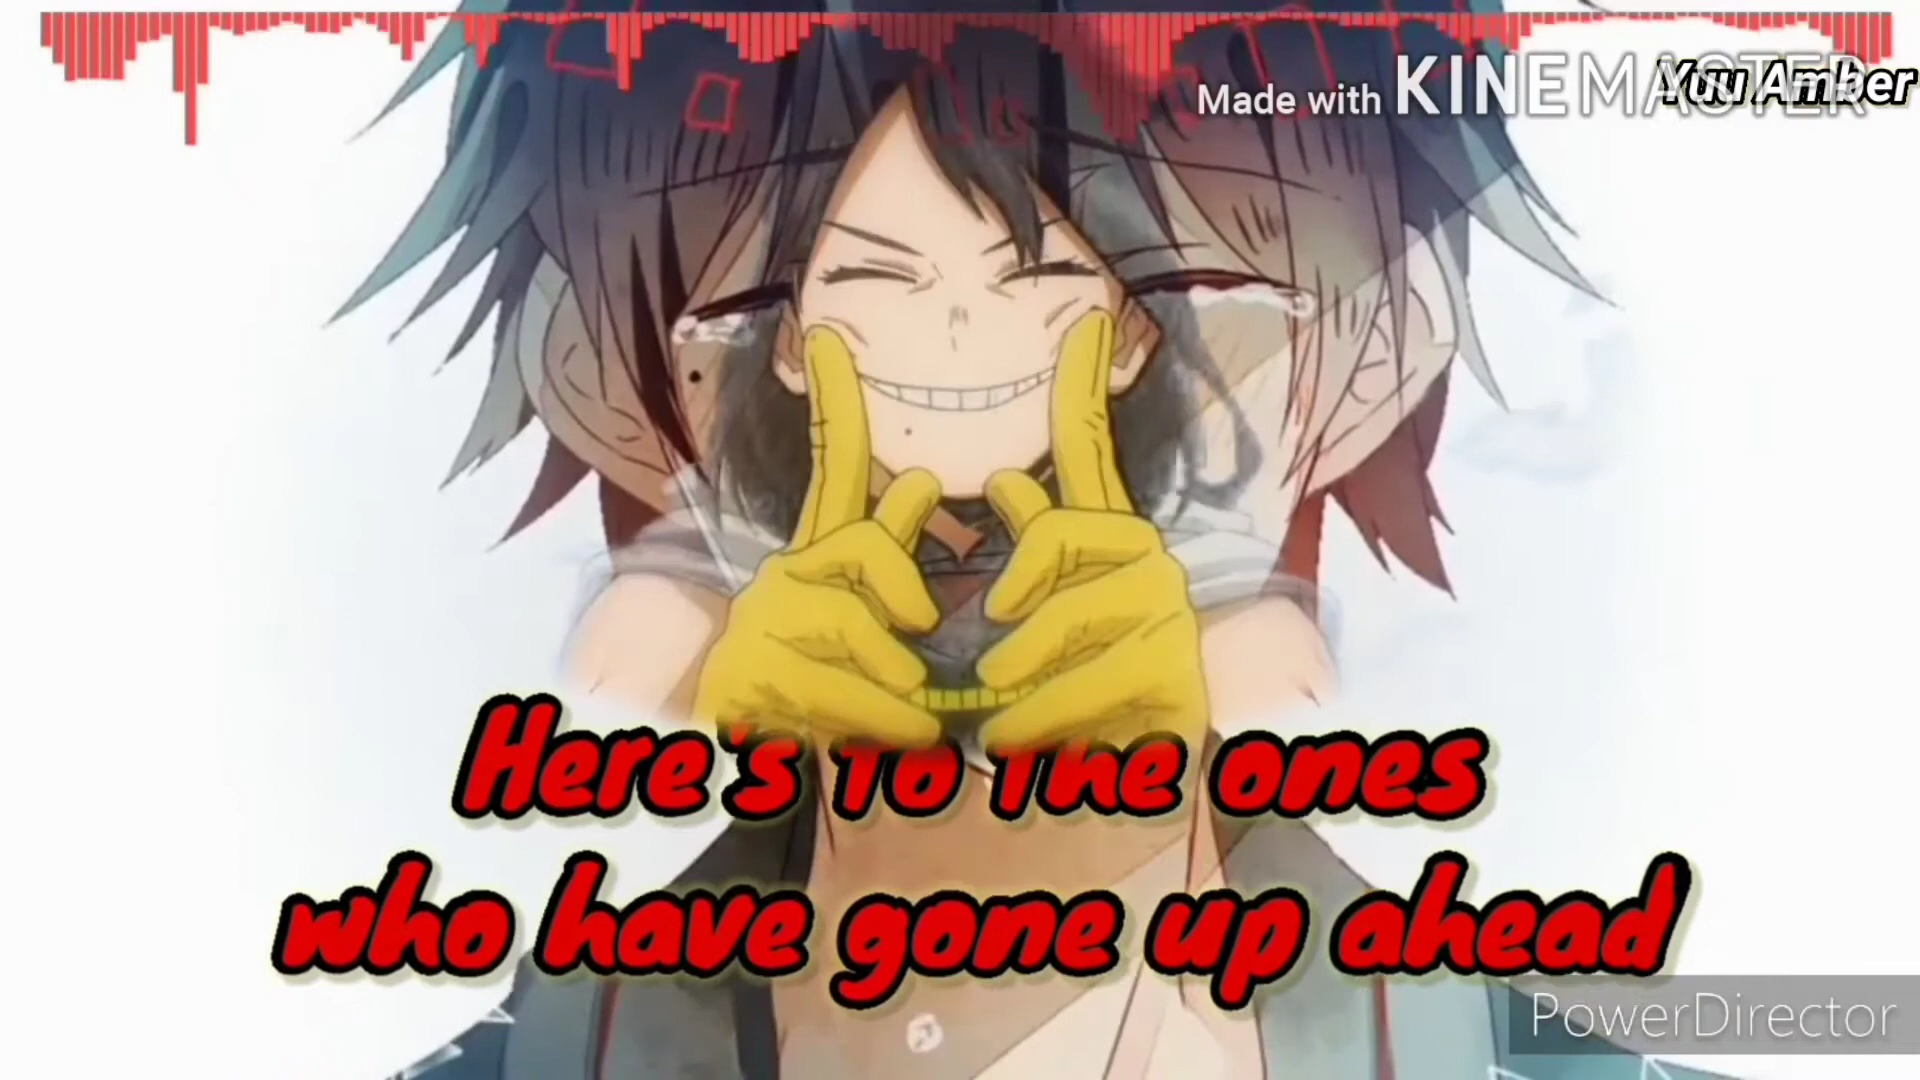 Made with KINEMASTER
Yuu Amber
Here's to the ones
who have gone up ahead
PowerDirector